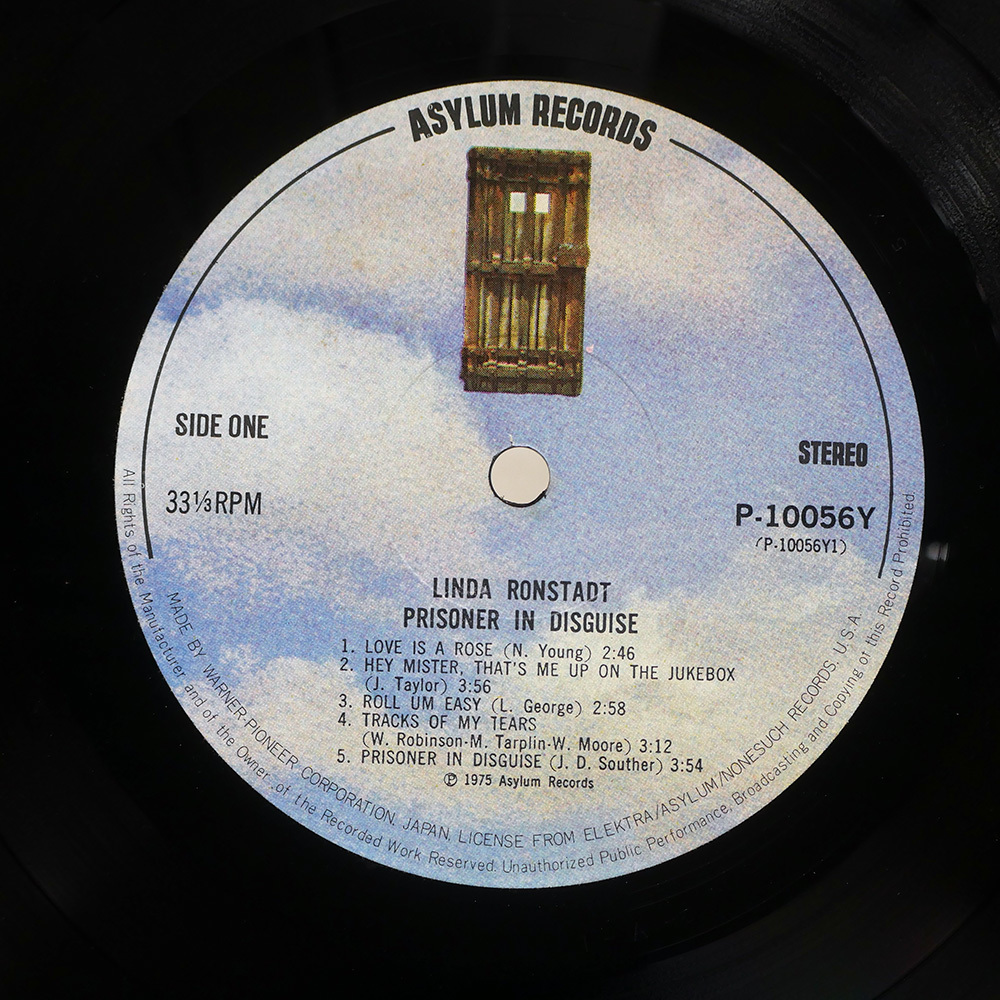 ASYLUM RECORDS
SIDE ONE
STEREO
33⅓RPM
P-10056Y
(P-10056Y1)
LINDA RONSTADT
PRISONER IN DISGUISE
1. LOVE IS A ROSE (N. Young) 2:46
2. HEY MISTER, THAT'S ME UP ON THE JUKEBOX
(J. Taylor) 3:56
3. ROLL UM EASY (L. George) 2:58
4. TRACKS OF MY TEARS
(W. Robinson-M. Tarplin-W. Moore) 3:12
5. PRISONER IN DISGUISE (J. D. Souther) 3:54
℗ 1975 Asylum Records
MADE BY WARNER-PIONEER CORPORATION, JAPAN, LICENSE FROM ELEKTRA/ASYLUM/NONESUCH RECORDS, U.S.A.
All Rights of the Manufacturer and of the Owner of the Recorded Work Reserved. Unauthorized Public Performance, Broadcasting and Copying of this Record Prohibited.